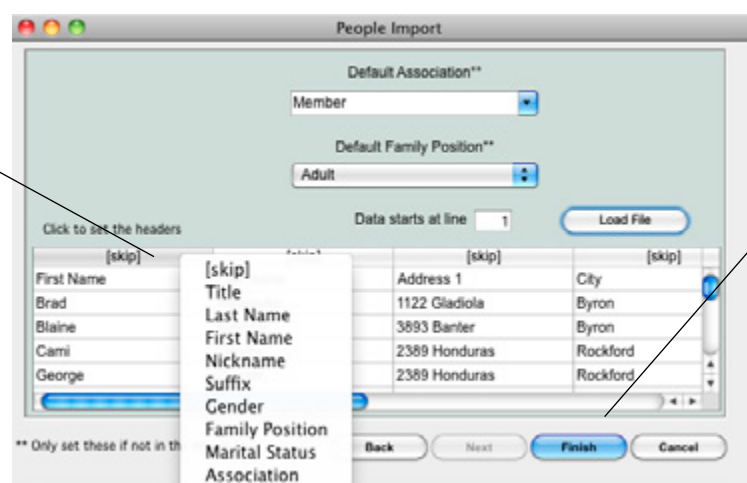 People Import
Default Association**
Member
Default Family Position**
Adult
Click to set the headers
Data starts at line 1 Load File
[skip] [skip] [skip] [skip]
First Name Address 1 City
Brad 1122 Gladiola Byron
Blaine 3893 Banter Byron
Cami 2389 Honduras Rockford
George 2389 Honduras Rockford
[skip]
Title
Last Name
First Name
Nickname
Suffix
Gender
Family Position
Marital Status
Association
** Only set these if not in th
Back Next Finish Cancel